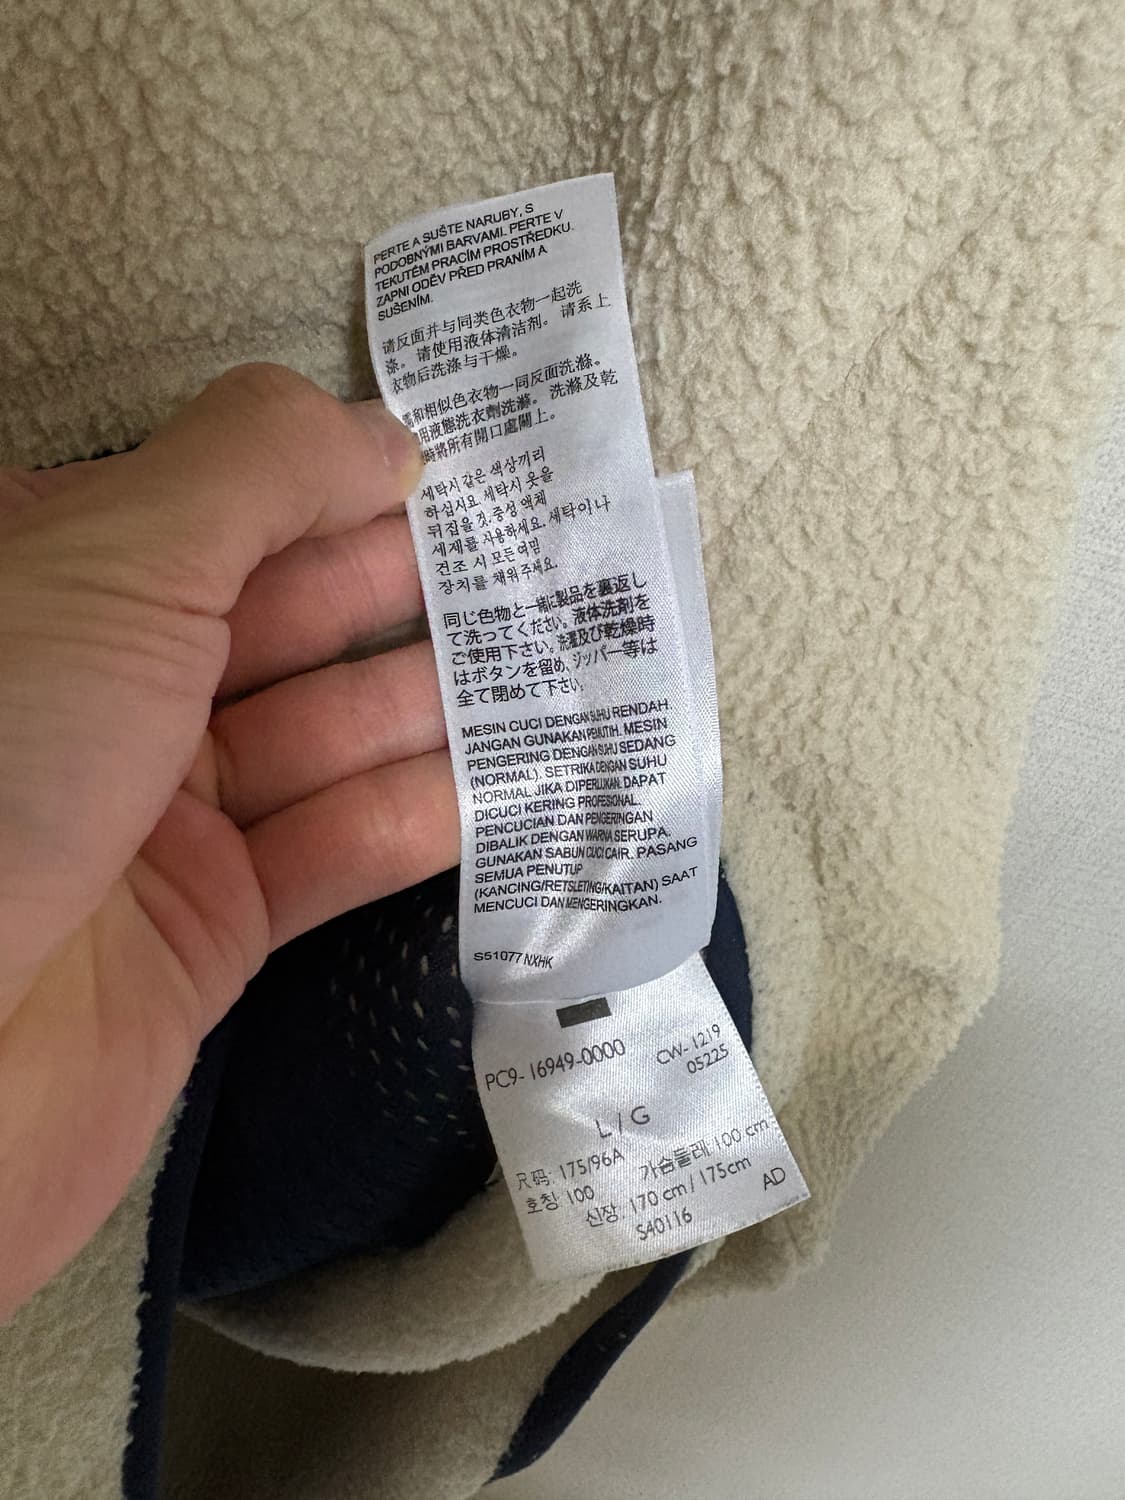 PERTE A SUŠTE NARUBY, S
PODOBNÝMI BARVAMI. PERTE V
TEKUTÉM PRACÍM PROSTŘEDKU.
ZAPNI ODĚV PŘED PRANÍM A
SUŠENÍM.
请反面并与同类色衣物一起洗
涤。请使用液体清洁剂。请系上
衣物后洗涤与干燥。
和相似色衣物一同反面洗滌。
用液態洗衣劑洗滌。洗滌及乾
時將所有開口處關上。
세탁시 같은 색상끼리
하십시요. 세탁시 옷을
뒤집을 것. 중성 액체
세제를 사용하세요. 세탁이나
건조 시 모든 여밈
장치를 채워주세요.
同じ色物と一緒に製品を裏返し
て洗ってください。液体洗剤を
ご使用下さい。洗濯及び乾燥時
はボタンを留め、ジッパー等は
全て閉めて下さい。
MESIN CUCI DENGAN SUHU RENDAH.
JANGAN GUNAKAN PEMUTIH. MESIN
PENGERING DENGAN SUHU SEDANG
(NORMAL). SETRIKA DENGAN SUHU
NORMAL JIKA DIPERLUKAN. DAPAT
DICUCI KERING PROFESIONAL.
PENCUCIAN DAN PENGERINGAN
DIBALIK DENGAN WARNA SERUPA.
GUNAKAN SABUN CUCI CAIR. PASANG
SEMUA PENUTUP
(KANCING/RETSLETING/KAITAN) SAAT
MENCUCI DAN MENGERINGKAN.
S51077 NXHK
PC9-16949-0000
CW-1219
05225
L / G
尺码: 175/96A
호칭: 100
가슴둘레: 100 cm
신장: 170 cm / 175cm
AD
S40116